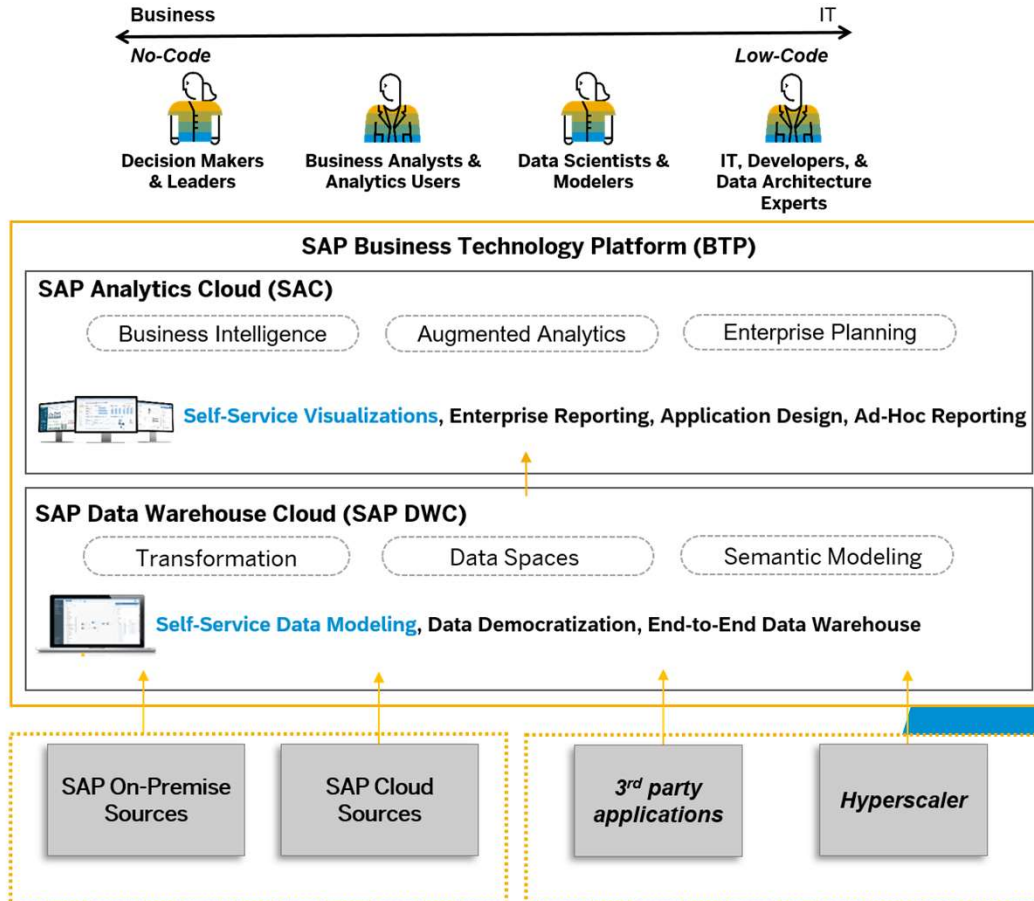 Business
IT
No-Code
Low-Code
Decision Makers
& Leaders
Business Analysts &
Analytics Users
Data Scientists &
Modelers
IT, Developers, &
Data Architecture
Experts
SAP Business Technology Platform (BTP)
SAP Analytics Cloud (SAC)
Business Intelligence
Augmented Analytics
Enterprise Planning
Self-Service Visualizations, Enterprise Reporting, Application Design, Ad-Hoc Reporting
SAP Data Warehouse Cloud (SAP DWC)
Transformation
Data Spaces
Semantic Modeling
Self-Service Data Modeling, Data Democratization, End-to-End Data Warehouse
SAP On-Premise
Sources
SAP Cloud
Sources
3rd party
applications
Hyperscaler